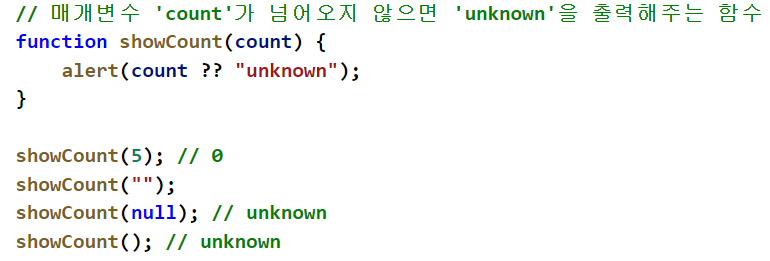 // 매개변수 'count'가 넘어오지 않으면 'unknown'을 출력해주는 함수
function showCount(count) {
    alert(count ?? "unknown");
}
showCount(5); // 0
showCount("");
showCount(null); // unknown
showCount(); // unknown